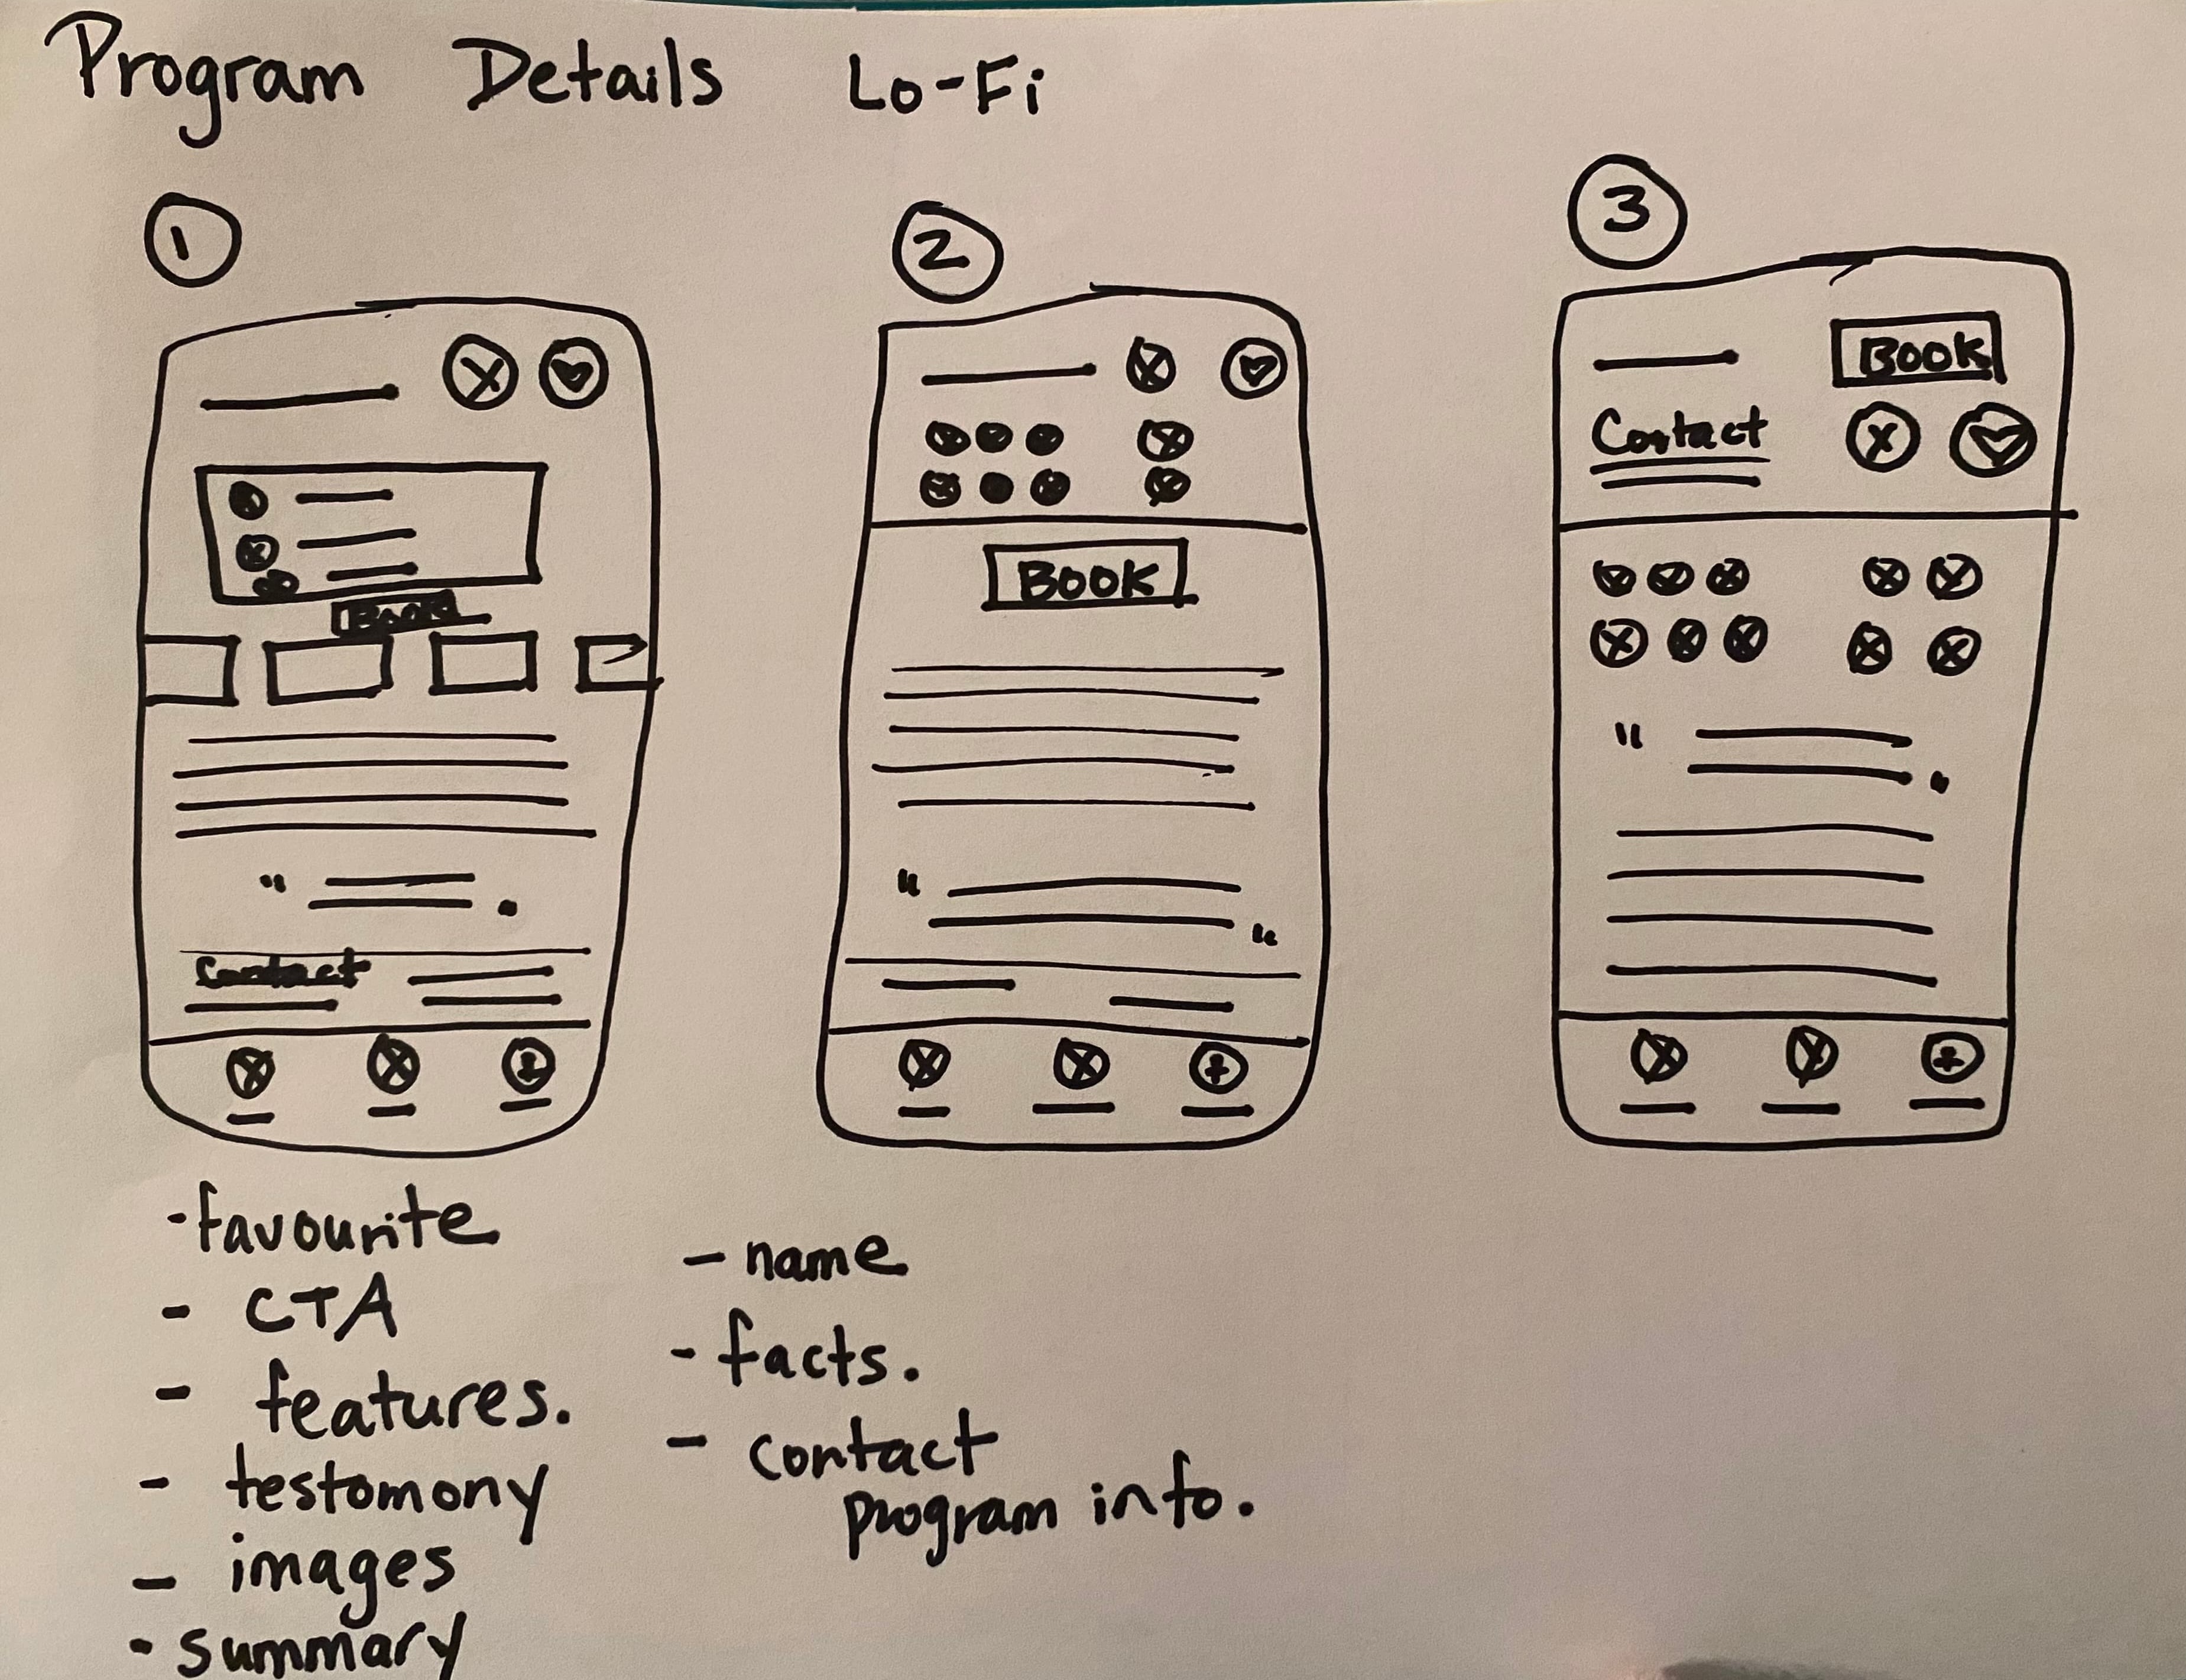 Program Details Lo-Fi
1
2
3
Book
Contact
BOOK
BOOK
Contact
-favourite
- CTA
- features.
- testomony
- images
- summary
- name
- facts.
- contact
program info.